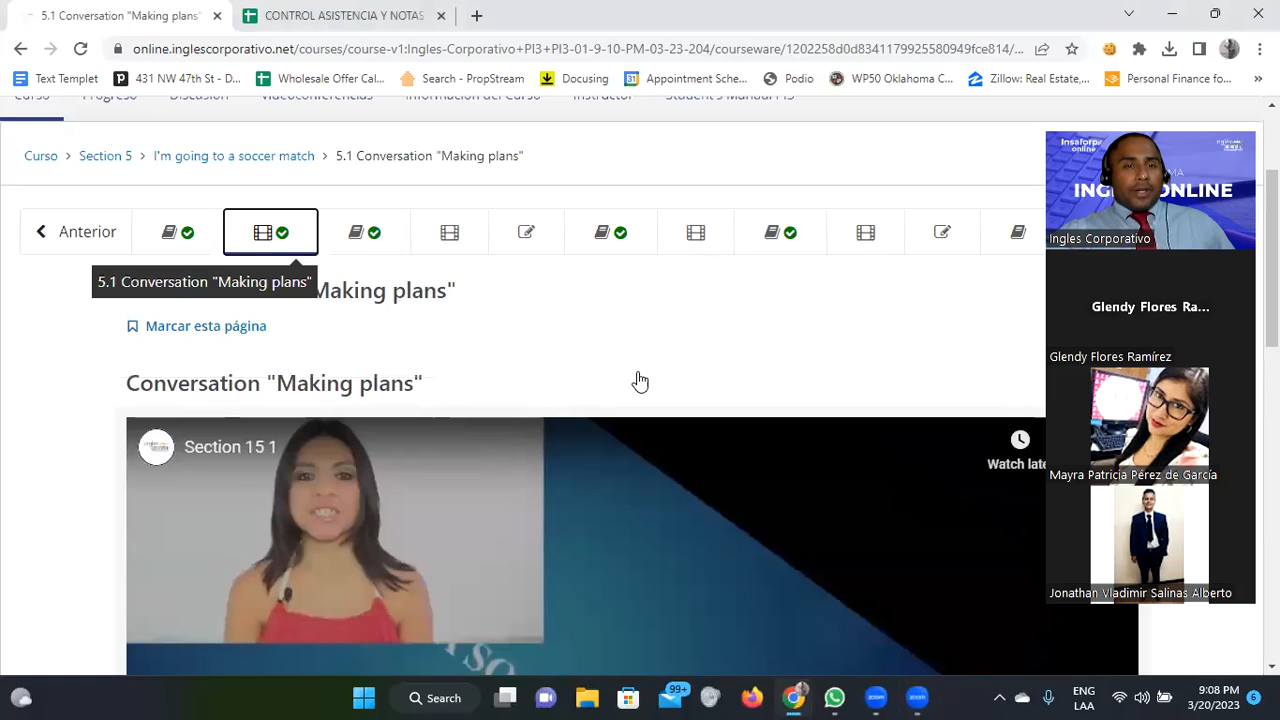 5.1 Conversation "Making plans"
CONTROL ASISTENCIA Y NOTAS
online.inglescorporativo.net/courses/course-v1:Ingles-Corporativo+PI3+PI3-01-9-10-PM-03-23-204/courseware/1202258d0d8341179925580949fce814/...
Text Templet
431 NW 47th St - D...
Wholesale Offer Cal...
Search - PropStream
Docusing
Appointment Sche...
Podio
WP50 Oklahoma C...
Zillow: Real Estate,...
Personal Finance fo...
»
Curso Progreso Discusión Videoconferencias Información del Curso Instructor Student's Manual PI3
Curso > Section 5 > I'm going to a soccer match > 5.1 Conversation "Making plans"
Anterior
5.1 Conversation "Making plans"
Making plans"
Marcar esta página
Conversation "Making plans"
Section 15 1
Watch late
Insaforp
online
INGL ONLINE
Ingles Corporativo
Glendy Flores Ra...
Glendy Flores Ramírez
Mayra Patricia Pérez de García
Jonathan Vladimir Salinas Alberto
Search
99+
zoom
zoom
ENG
LAA
9:08 PM
3/20/2023
6